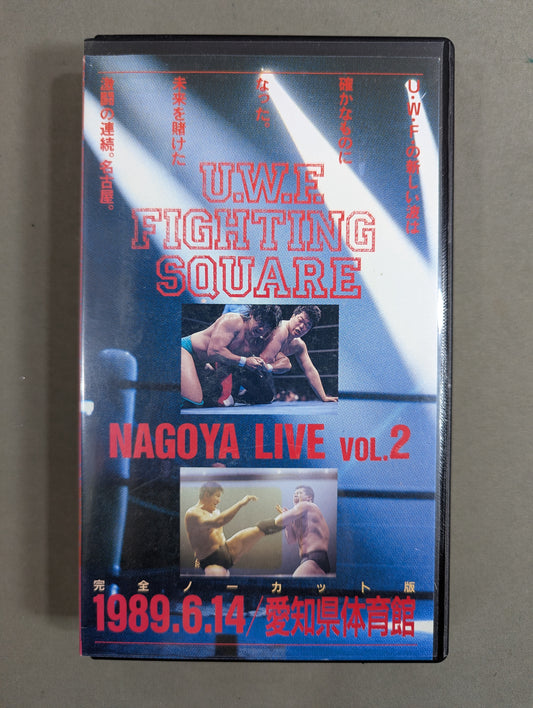 U.W.F.の新しい波は
確かなものに
なった。
未来を賭けた
激闘の連続。名古屋。
U.W.F.
FIGHTING
SQUARE
NAGOYA LIVE VOL.2
完全ノーカット版
1989.6.14/愛知県体育館